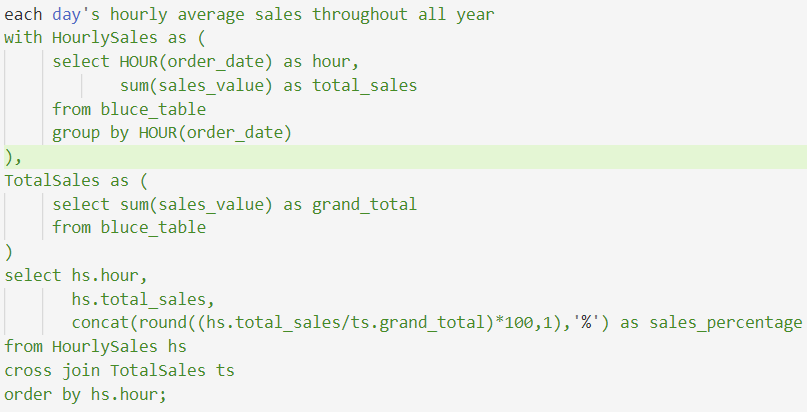 each day's hourly average sales throughout all year
with HourlySales as (
    select HOUR(order_date) as hour,
           sum(sales_value) as total_sales
    from bluce_table
    group by HOUR(order_date)
),
TotalSales as (
    select sum(sales_value) as grand_total
    from bluce_table
)
select hs.hour,
       hs.total_sales,
       concat(round((hs.total_sales/ts.grand_total)*100,1),'%') as sales_percentage
from HourlySales hs
cross join TotalSales ts
order by hs.hour;